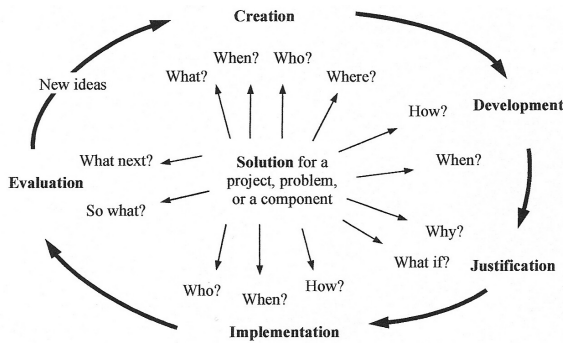 Creation
When? Who?
What? Where?
New ideas
How? Development
What next? Solution for a When?
Evaluation project, problem,
or a component
So what?
Why?
What if? Justification
Who? When? How?
Implementation